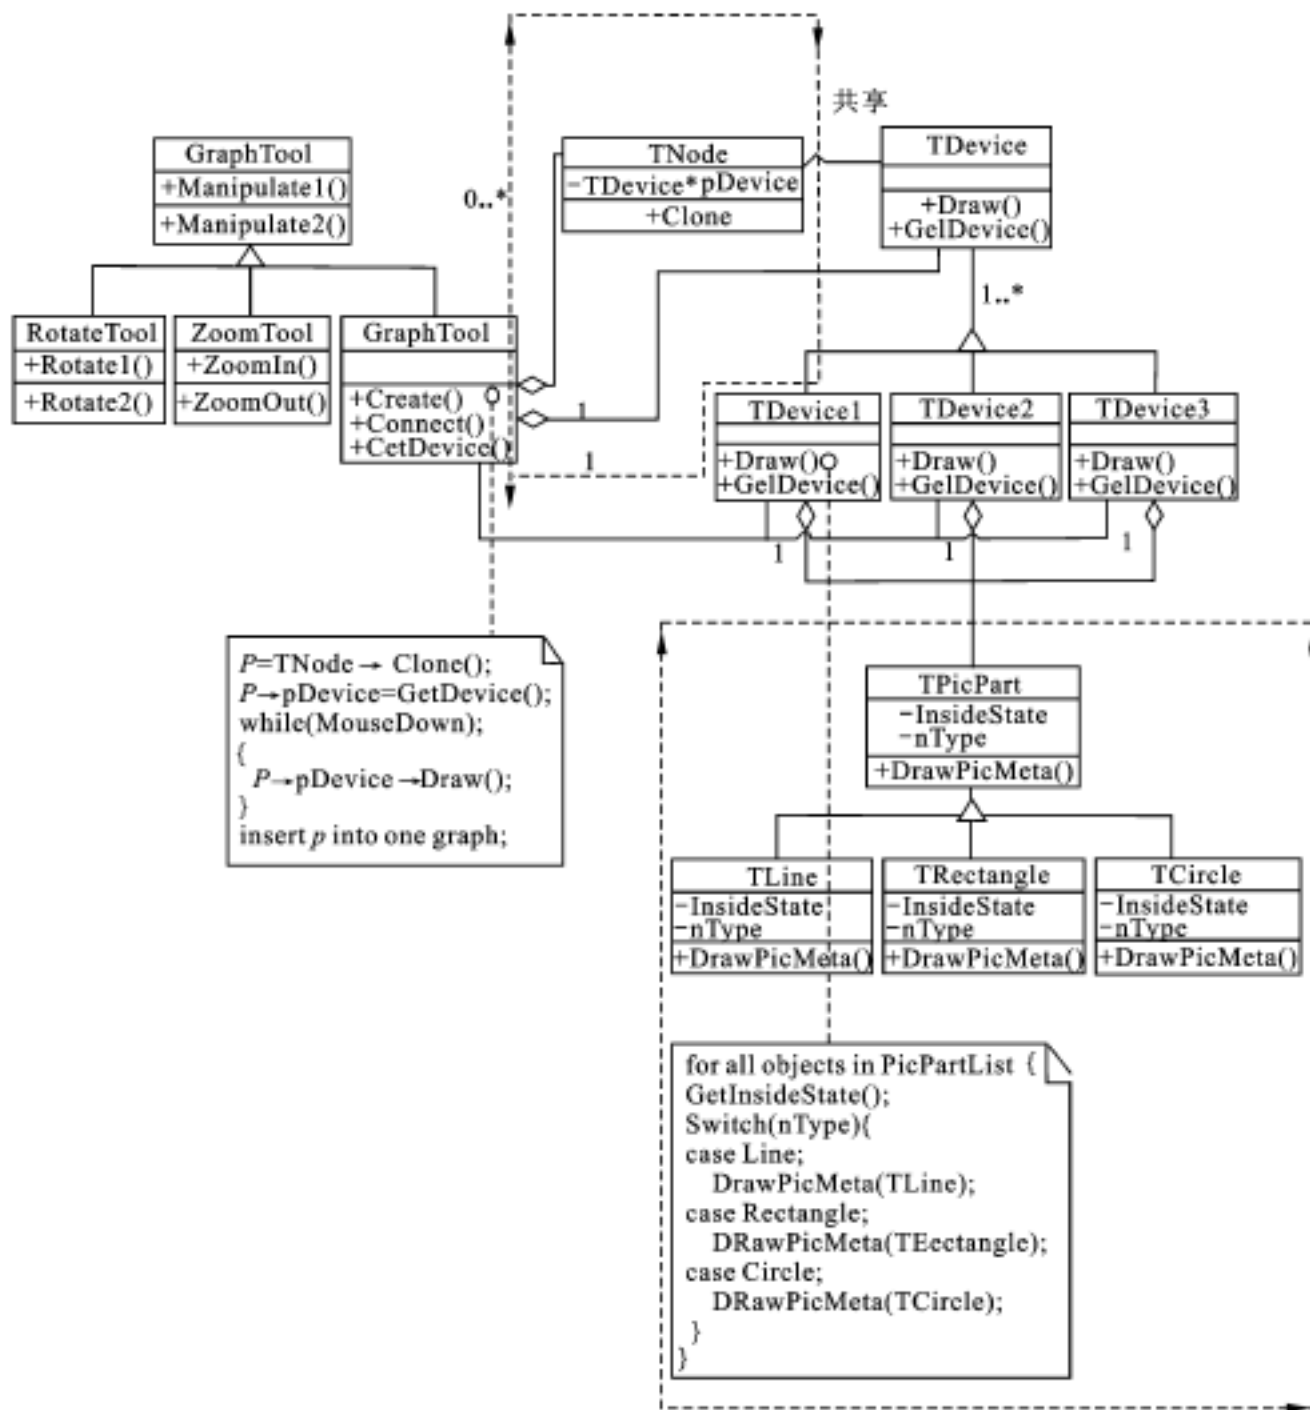 共享
GraphTool
+Manipulate1()
+Manipulate2()
0..*
TNode
-TDevice*pDevice
+Clone
TDevice
+Draw()
+GelDevice()
1..*
RotateTool
+Rotate1()
+Rotate2()
ZoomTool
+ZoomIn()
+ZoomOut()
GraphTool
+Create()
+Connect()
+CetDevice()
1
1
TDevice1
+Draw()
+GelDevice()
TDevice2
+Draw()
+GelDevice()
TDevice3
+Draw()
+GelDevice()
1
1
1
P=TNode→ Clone();
P→pDevice=GetDevice();
while(MouseDown);
{
P→pDevice→Draw();
}
insert p into one graph;
TPicPart
-InsideState
-nType
+DrawPicMeta()
TLine
-InsideState
-nType
+DrawPicMeta()
TRectangle
-InsideState
-nType
+DrawPicMeta()
TCircle
-InsideState
-nType
+DrawPicMeta()
for all objects in PicPartList {
GetInsideState();
Switch(nType){
case Line;
DrawPicMeta(TLine);
case Rectangle;
DRawPicMeta(TEectangle);
case Circle;
DRawPicMeta(TCircle);
}
}